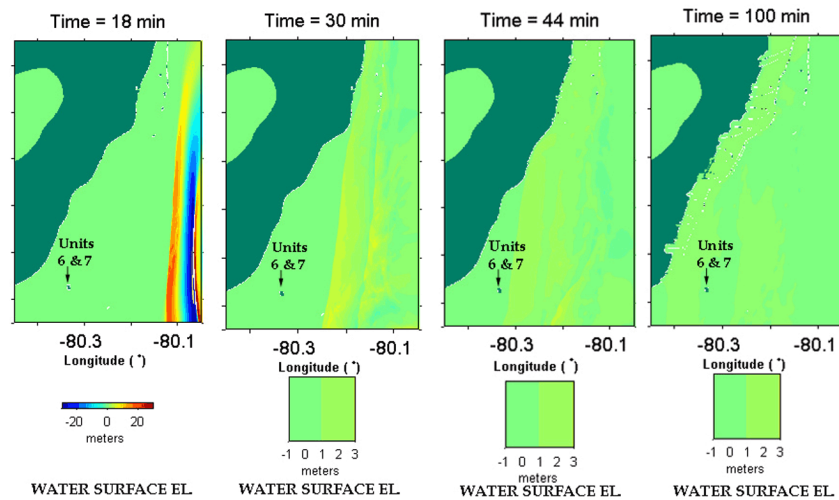 Time = 18 min
Time = 30 min
Time = 44 min
Time = 100 min
Units
6 & 7
Units
6 & 7
Units
6 & 7
Units
6 & 7
-80.3 -80.1
-80.3 -80.1
-80.3 -80.1
-80.3 -80.1
Longitude (°)
Longitude (°)
Longitude (°)
Longitude (°)
-20 0 20
meters
-1 0 1 2 3
meters
-1 0 1 2 3
meters
-1 0 1 2 3
meters
WATER SURFACE EL.
WATER SURFACE EL.
WATER SURFACE EL.
WATER SURFACE EL.